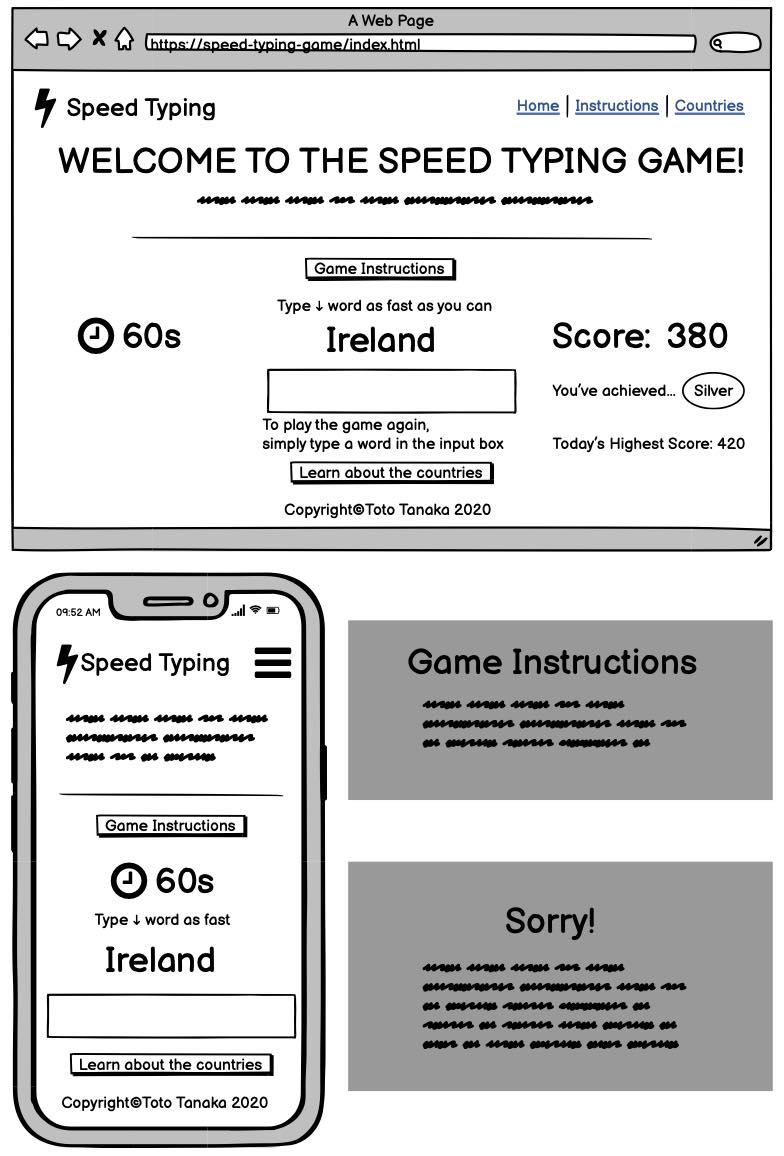 A Web Page
https://speed-typing-game/index.html
Speed Typing
Home | Instructions | Countries
WELCOME TO THE SPEED TYPING GAME!
Game Instructions
Type ↓ word as fast as you can
60s
Ireland
Score: 380
You've achieved... Silver
To play the game again,
simply type a word in the input box
Today's Highest Score: 420
Learn about the countries
Copyright©Toto Tanaka 2020
09:52 AM
Speed Typing
Game Instructions
60s
Type ↓ word as fast
Ireland
Learn about the countries
Copyright©Toto Tanaka 2020
Game Instructions
Sorry!